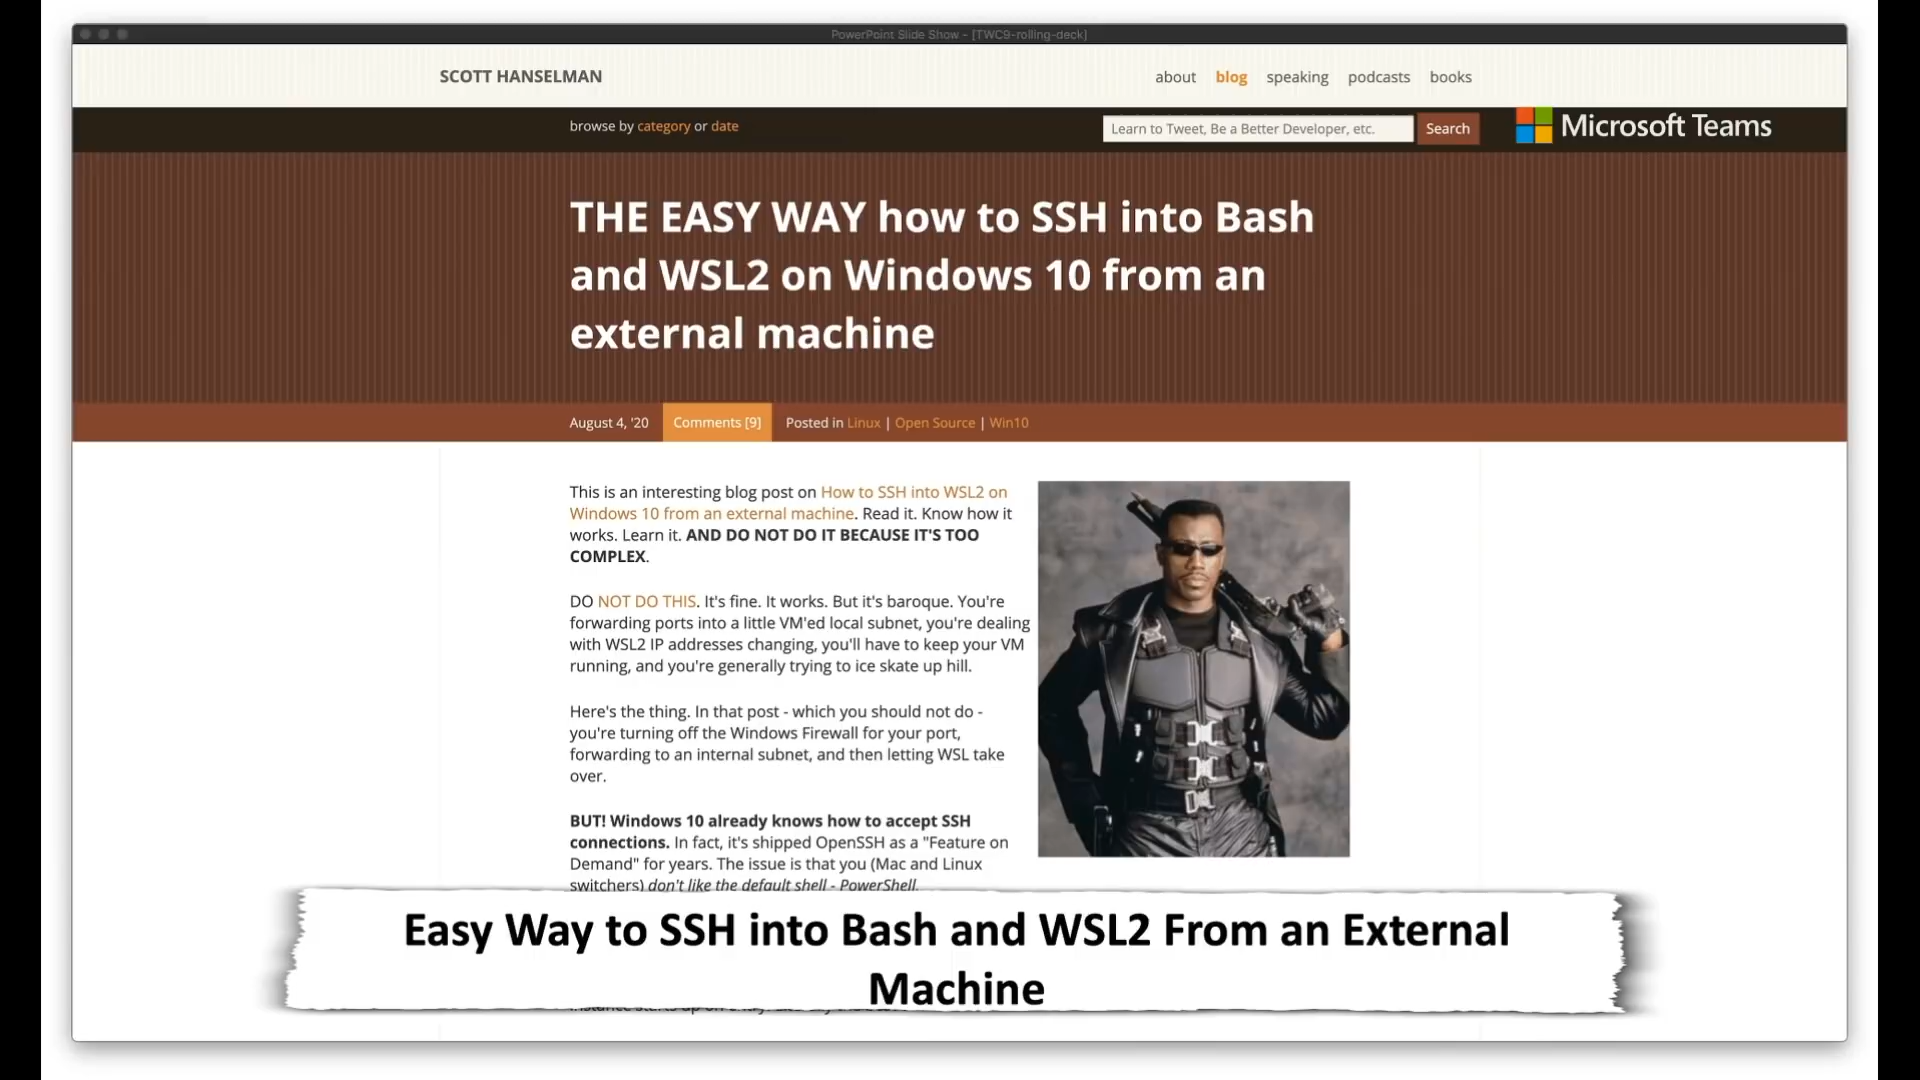 PowerPoint Slide Show - [TWC9-rolling-deck]
SCOTT HANSELMAN
about blog speaking podcasts books
browse by category or date
Learn to Tweet, Be a Better Developer, etc.
Search
Microsoft Teams
THE EASY WAY how to SSH into Bash
and WSL2 on Windows 10 from an
external machine
August 4, '20 Comments [9] Posted in Linux | Open Source | Win10
This is an interesting blog post on How to SSH into WSL2 on
Windows 10 from an external machine. Read it. Know how it
works. Learn it. AND DO NOT DO IT BECAUSE IT'S TOO
COMPLEX.
DO NOT DO THIS. It's fine. It works. But it's baroque. You're
forwarding ports into a little VM'ed local subnet, you're dealing
with WSL2 IP addresses changing, you'll have to keep your VM
running, and you're generally trying to ice skate up hill.
Here's the thing. In that post - which you should not do -
you're turning off the Windows Firewall for your port,
forwarding to an internal subnet, and then letting WSL take
over.
BUT! Windows 10 already knows how to accept SSH
connections. In fact, it's shipped OpenSSH as a "Feature on
Demand" for years. The issue is that you (Mac and Linux
switchers) don't like the default shell - PowerShell.
Easy Way to SSH into Bash and WSL2 From an External
Machine